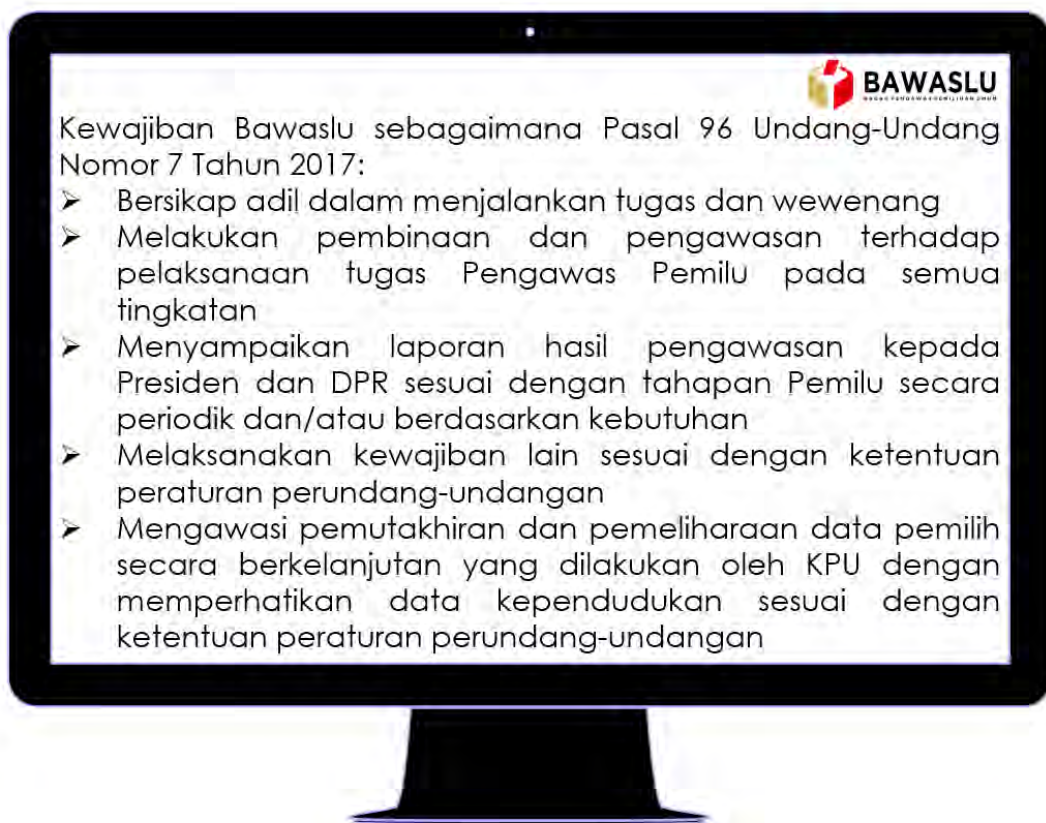 BAWASLU
BADAN PENGAWAS PEMILIHAN UMUM
Kewajiban Bawaslu sebagaimana Pasal 96 Undang-Undang
Nomor 7 Tahun 2017:
➢ Bersikap adil dalam menjalankan tugas dan wewenang
➢ Melakukan pembinaan dan pengawasan terhadap
pelaksanaan tugas Pengawas Pemilu pada semua
tingkatan
➢ Menyampaikan laporan hasil pengawasan kepada
Presiden dan DPR sesuai dengan tahapan Pemilu secara
periodik dan/atau berdasarkan kebutuhan
➢ Melaksanakan kewajiban lain sesuai dengan ketentuan
peraturan perundang-undangan
➢ Mengawasi pemutakhiran dan pemeliharaan data pemilih
secara berkelanjutan yang dilakukan oleh KPU dengan
memperhatikan data kependudukan sesuai dengan
ketentuan peraturan perundang-undangan